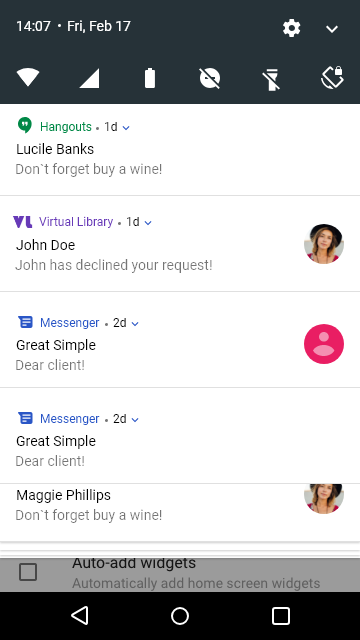 14:07 • Fri, Feb 17
Hangouts • 1d
Lucile Banks
Don`t forget buy a wine!
VL Virtual Library • 1d
John Doe
John has declined your request!
Messenger • 2d
Great Simple
Dear client!
Messenger • 2d
Great Simple
Dear client!
Maggie Phillips
Don`t forget buy a wine!
Auto-add widgets
Automatically add home screen widgets